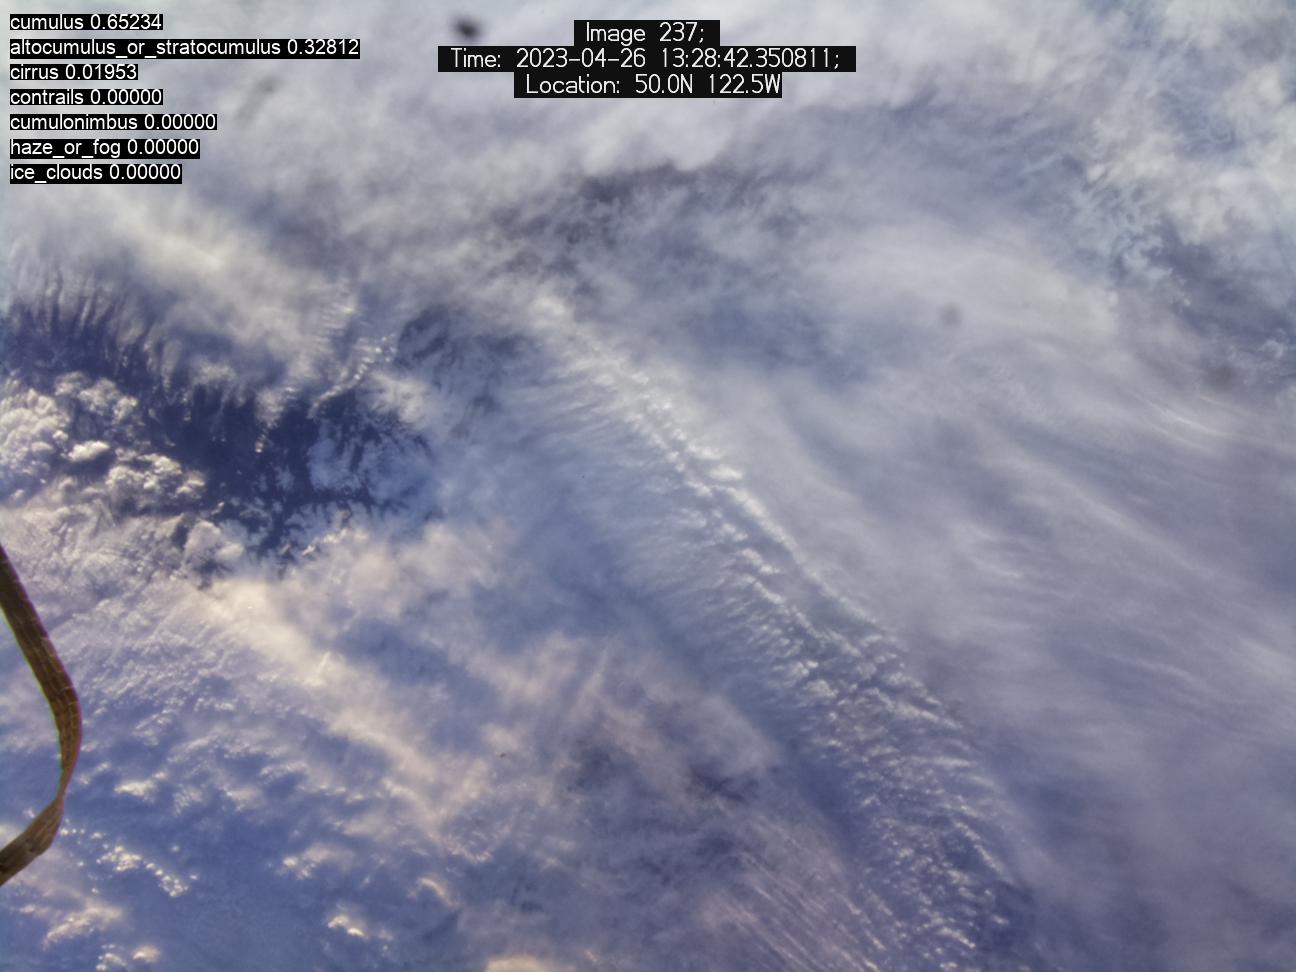 cumulus 0.65234
altocumulus_or_stratocumulus 0.32812
cirrus 0.01953
contrails 0.00000
cumulonimbus 0.00000
haze_or_fog 0.00000
ice_clouds 0.00000
Image 237;
Time: 2023-04-26 13:28:42.350811;
Location: 50.0N 122.5W